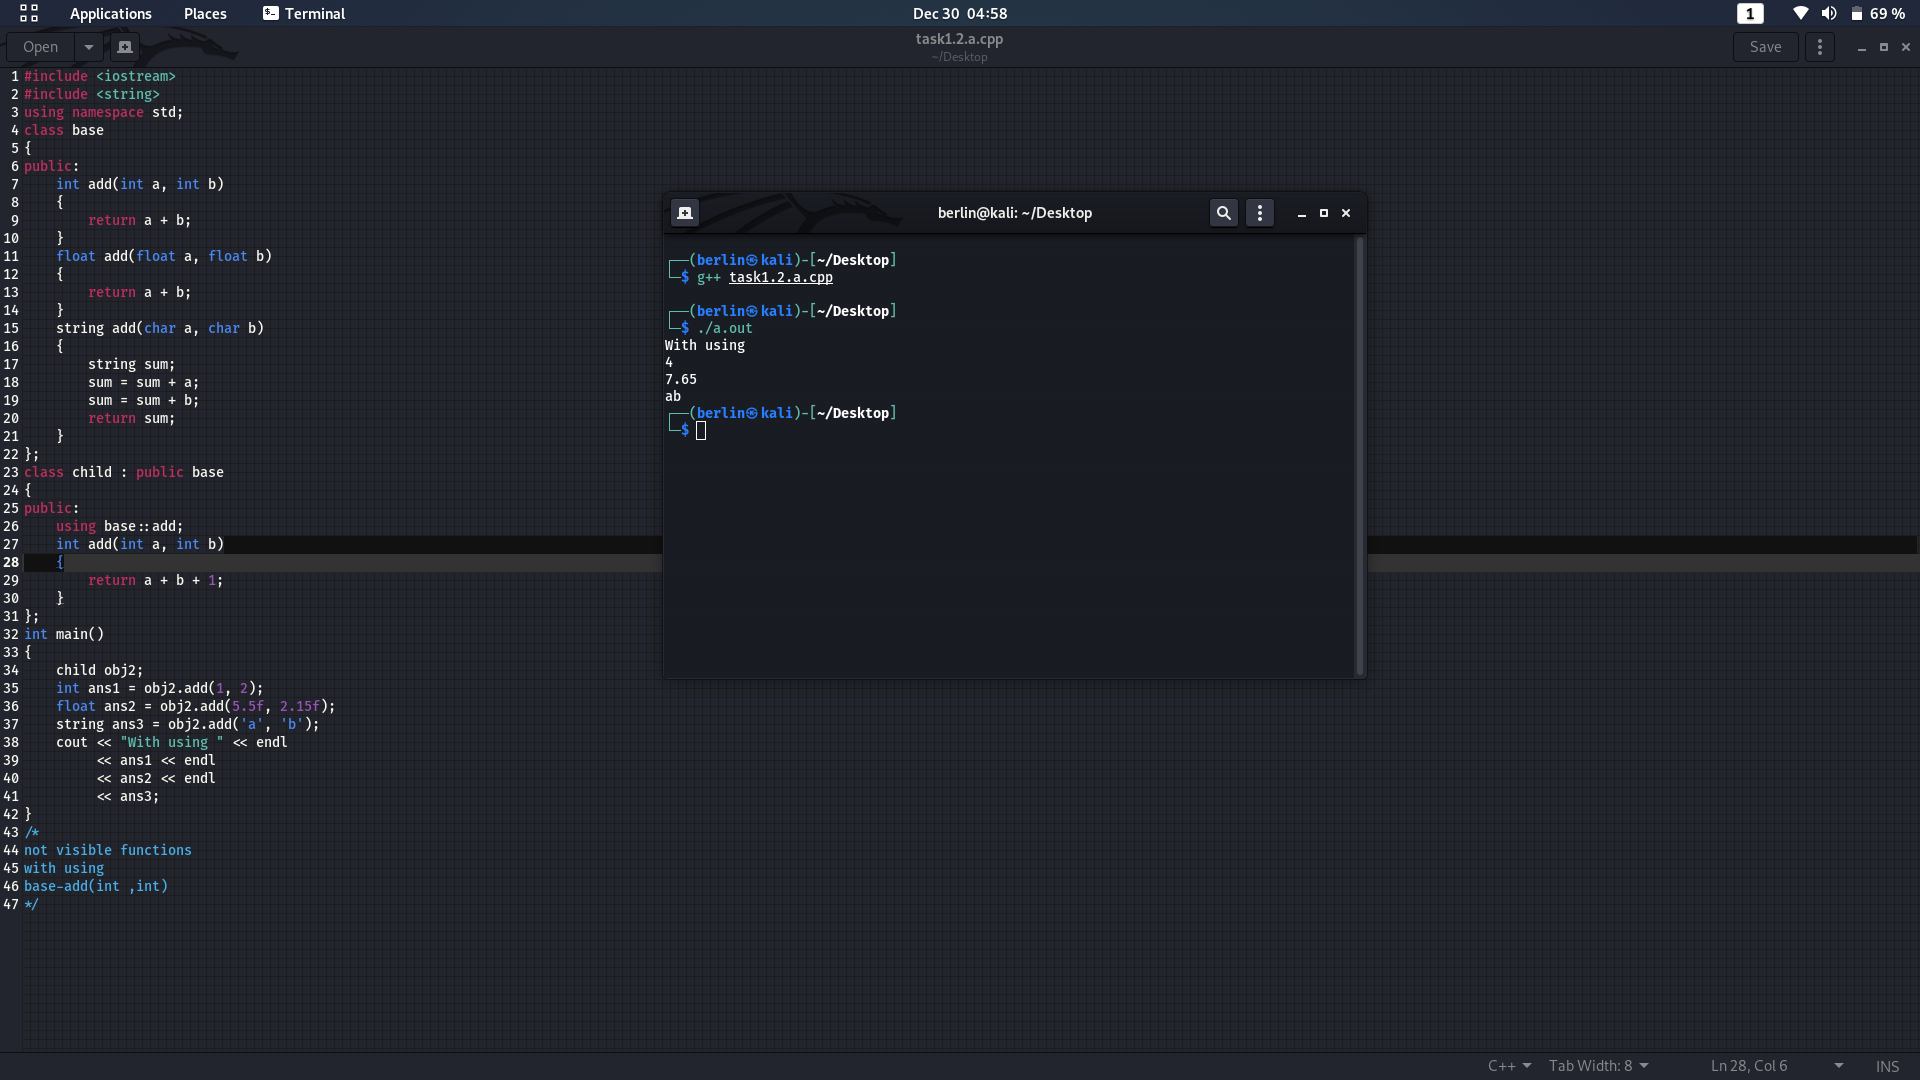 Applications Places Terminal Dec 30 04:58 1 69 %
Open task1.2.a.cpp Save
~/Desktop
1 #include <iostream>
2 #include <string>
3 using namespace std;
4 class base
5 {
6 public:
7     int add(int a, int b)
8     {
9         return a + b;
10     }
11     float add(float a, float b)
12     {
13         return a + b;
14     }
15     string add(char a, char b)
16     {
17         string sum;
18         sum = sum + a;
19         sum = sum + b;
20         return sum;
21     }
22 };
23 class child : public base
24 {
25 public:
26     using base::add;
27     int add(int a, int b)
28     {
29         return a + b + 1;
30     }
31 };
32 int main()
33 {
34     child obj2;
35     int ans1 = obj2.add(1, 2);
36     float ans2 = obj2.add(5.5f, 2.15f);
37     string ans3 = obj2.add('a', 'b');
38     cout << "With using " << endl
39          << ans1 << endl
40          << ans2 << endl
41          << ans3;
42 }
43 /*
44 not visible functions
45 with using
46 base-add(int ,int)
47 */
berlin@kali: ~/Desktop
┌──(berlin㉿kali)-[~/Desktop]
└─$ g++ task1.2.a.cpp
┌──(berlin㉿kali)-[~/Desktop]
└─$ ./a.out
With using
4
7.65
ab
┌──(berlin㉿kali)-[~/Desktop]
└─$
C++ Tab Width: 8 Ln 28, Col 6 INS